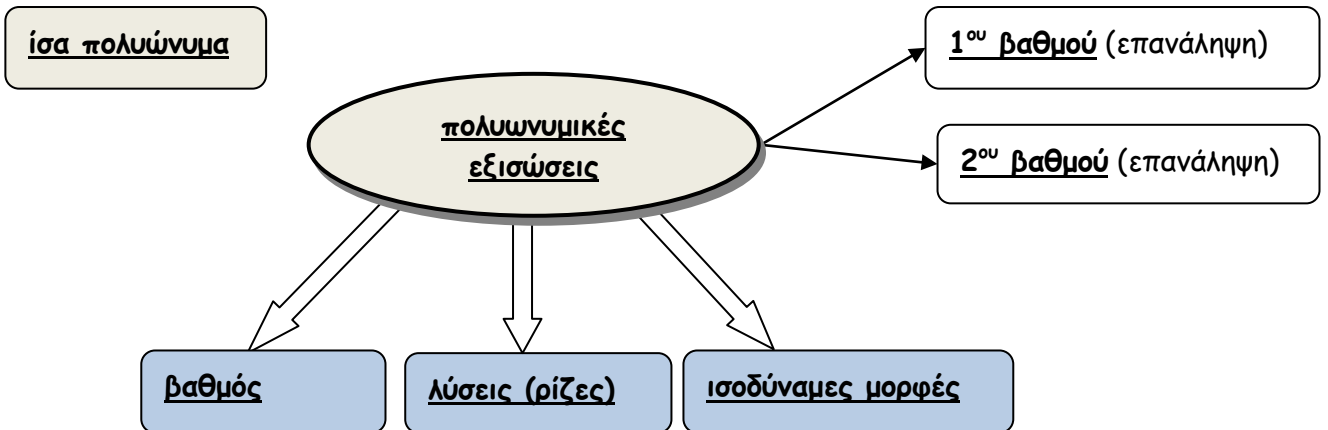 ίσα πολυώνυμα
1ου βαθμού (επανάληψη)
πολυωνυμικές
εξισώσεις
2ου βαθμού (επανάληψη)
βαθμός
λύσεις (ρίζες)
ισοδύναμες μορφές